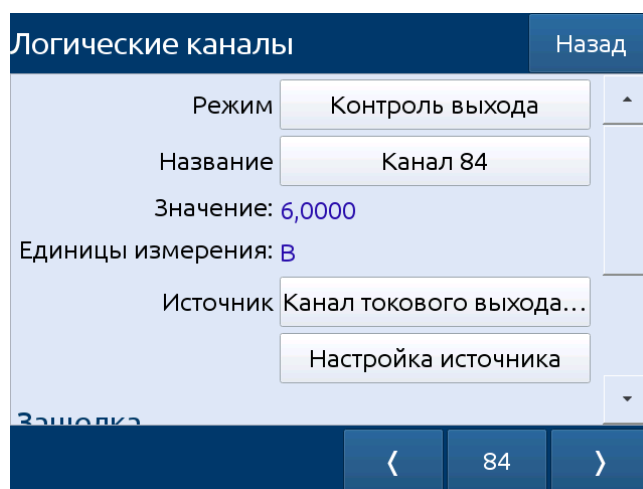 Логические каналы Назад
Режим Контроль выхода
Название Канал 84
Значение: 6,0000
Единицы измерения: В
Источник Канал токового выхода...
Настройка источника
Защелка
84